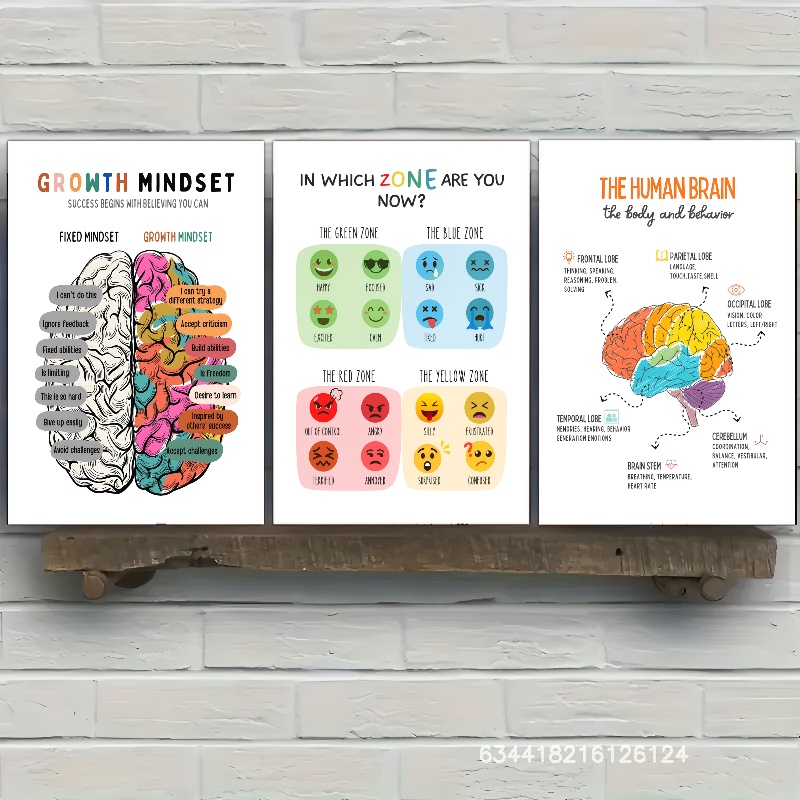 GROWTH MINDSET
SUCCESS BEGINS WITH BELIEVING YOU CAN
FIXED MINDSET
GROWTH MINDSET
I can't do this
Ignore feedback
Fixed abilities
Is limiting
This is so hard
Give up easily
Avoid challenges
I can try a
different strategy
Accept criticism
Build abilities
Is freedom
Desire to learn
Inspired by
others' success
Accept challenges
IN WHICH ZONE ARE YOU
NOW?
THE GREEN ZONE
HAPPY
FOCUSED
EXCITED
CALM
THE BLUE ZONE
SAD
SICK
TIRED
HURT
THE RED ZONE
OUT OF CONTROL
ANGRY
TERRIFIED
ANNOYED
THE YELLOW ZONE
SILLY
FRUSTRATED
SURPRISED
CONFUSED
THE HUMAN BRAIN
the body and behavior
FRONTAL LOBE
THINKING, SPEAKING,
REASONING, PROBLEM,
SOLVING
PARIETAL LOBE
LANGUAGE,
TOUCH,TASTE,SMELL
OCCIPITAL LOBE
VISION, COLOR
LETTERS, LEFT/RIGHT
TEMPORAL LOBE
MEMORIES, HEARING, BEHAVIOR
GENERATION EMOTIONS
CEREBELLUM
COORDINATION,
BALANCE, VESTIBULAR,
ATTENTION
BRAIN STEM
BREATHING, TEMPERATURE,
HEART RATE
634418216126124